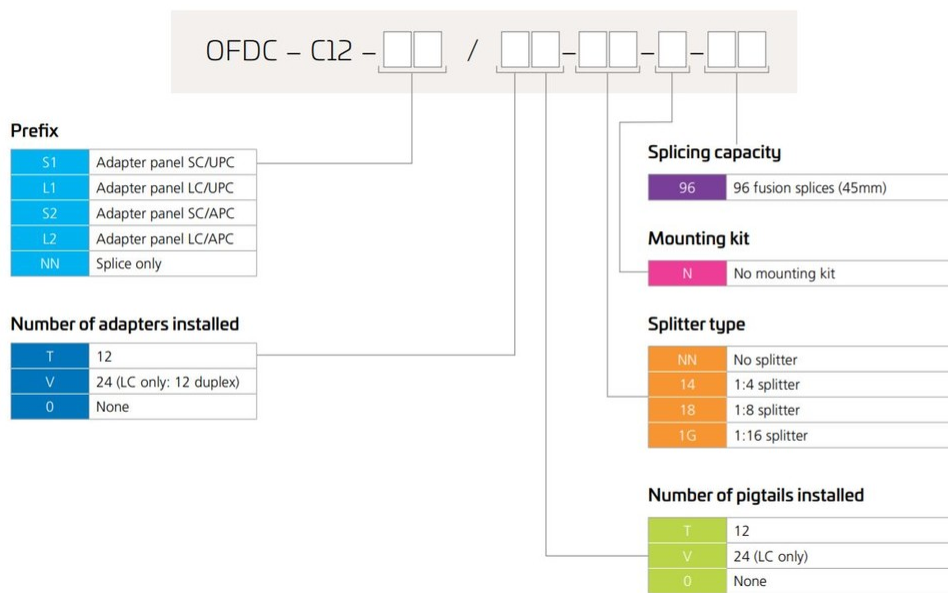 OFDC – C12 – / – – –
Prefix
S1 Adapter panel SC/UPC
L1 Adapter panel LC/UPC
S2 Adapter panel SC/APC
L2 Adapter panel LC/APC
NN Splice only
Number of adapters installed
T 12
V 24 (LC only: 12 duplex)
0 None
Splicing capacity
96 96 fusion splices (45mm)
Mounting kit
N No mounting kit
Splitter type
NN No splitter
14 1:4 splitter
18 1:8 splitter
1G 1:16 splitter
Number of pigtails installed
T 12
V 24 (LC only)
0 None